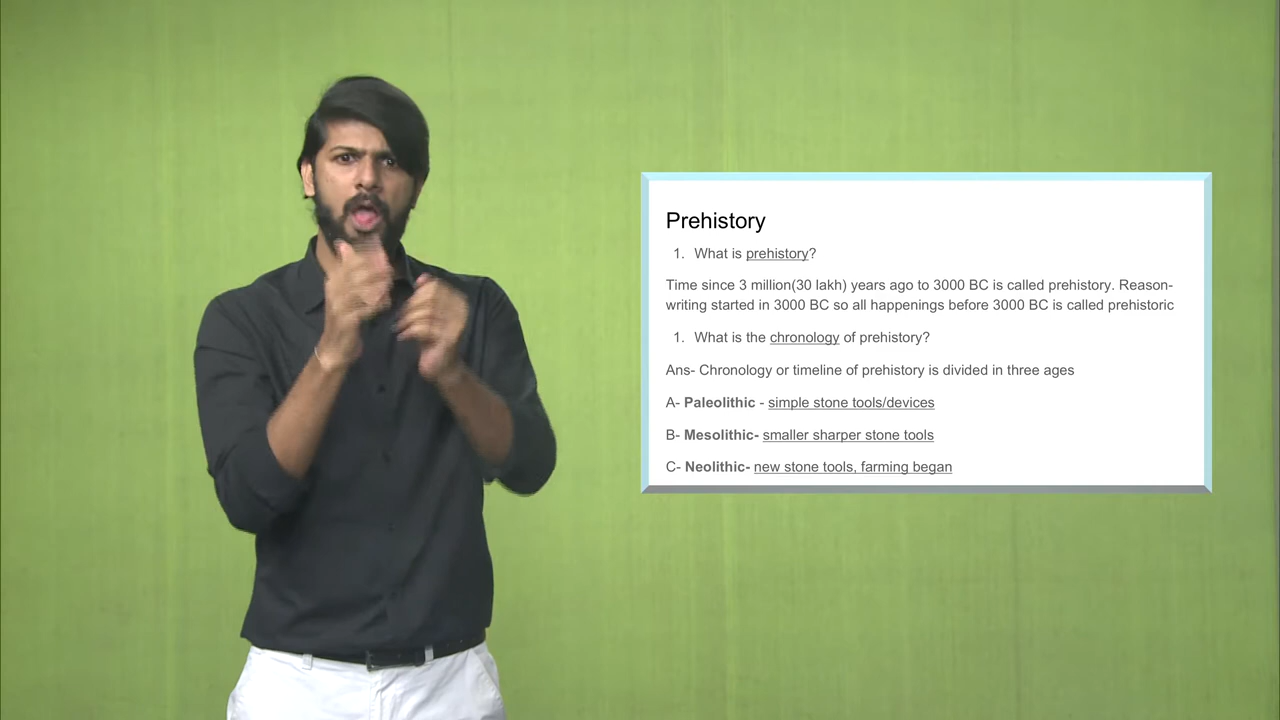 Prehistory
1. What is prehistory?
Time since 3 million(30 lakh) years ago to 3000 BC is called prehistory. Reason-
writing started in 3000 BC so all happenings before 3000 BC is called prehistoric
1. What is the chronology of prehistory?
Ans- Chronology or timeline of prehistory is divided in three ages
A- Paleolithic - simple stone tools/devices
B- Mesolithic- smaller sharper stone tools
C- Neolithic- new stone tools, farming began